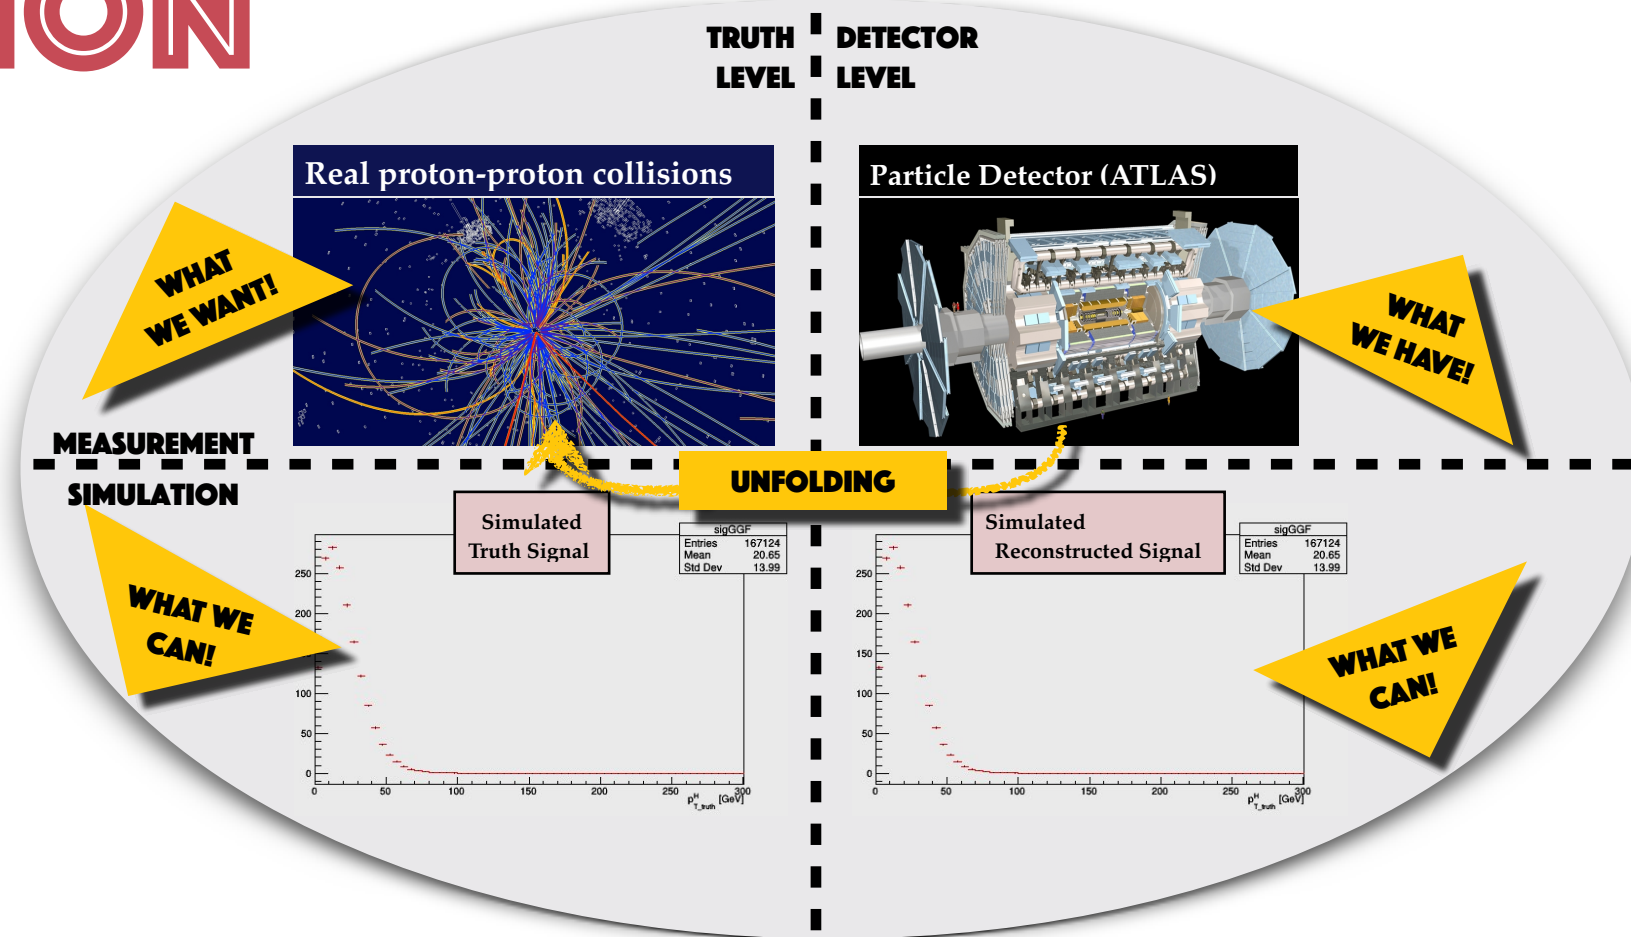 ION
TRUTH
LEVEL
DETECTOR
LEVEL
Real proton-proton collisions
Particle Detector (ATLAS)
WHAT
WE WANT!
WHAT
WE HAVE!
MEASUREMENT
SIMULATION
UNFOLDING
Simulated
Truth Signal
sigGGF
Entries 167124
Mean 20.65
Std Dev 13.99
250
200
100
50
0
0 50 100 150 200 250 300
p^H_T_truth [GeV]
WHAT WE
CAN!
Simulated
Reconstructed Signal
sigGGF
Entries 167124
Mean 20.65
Std Dev 13.99
250
200
150
100
50
0
0 50 100 150 200 250 300
p^H_T_truth [GeV]
WHAT WE
CAN!